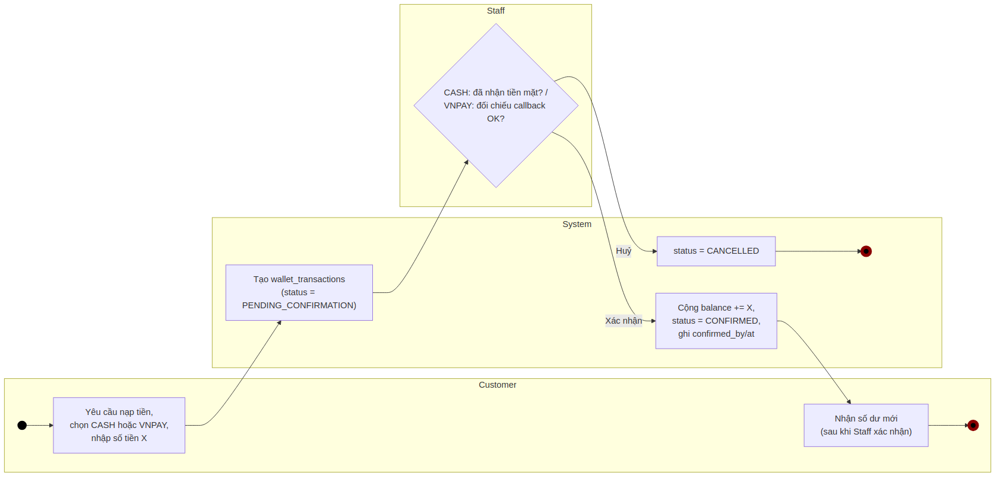 Staff
CASH: đã nhận tiền mặt? /
VNPAY: đối chiếu callback
OK?
System
Tạo wallet_transactions
(status =
PENDING_CONFIRMATION)
Huỷ
status = CANCELLED
Xác nhận
Cộng balance += X,
status = CONFIRMED,
ghi confirmed_by/at
Customer
Yêu cầu nạp tiền,
chọn CASH hoặc VNPAY,
nhập số tiền X
Nhận số dư mới
(sau khi Staff xác nhận)